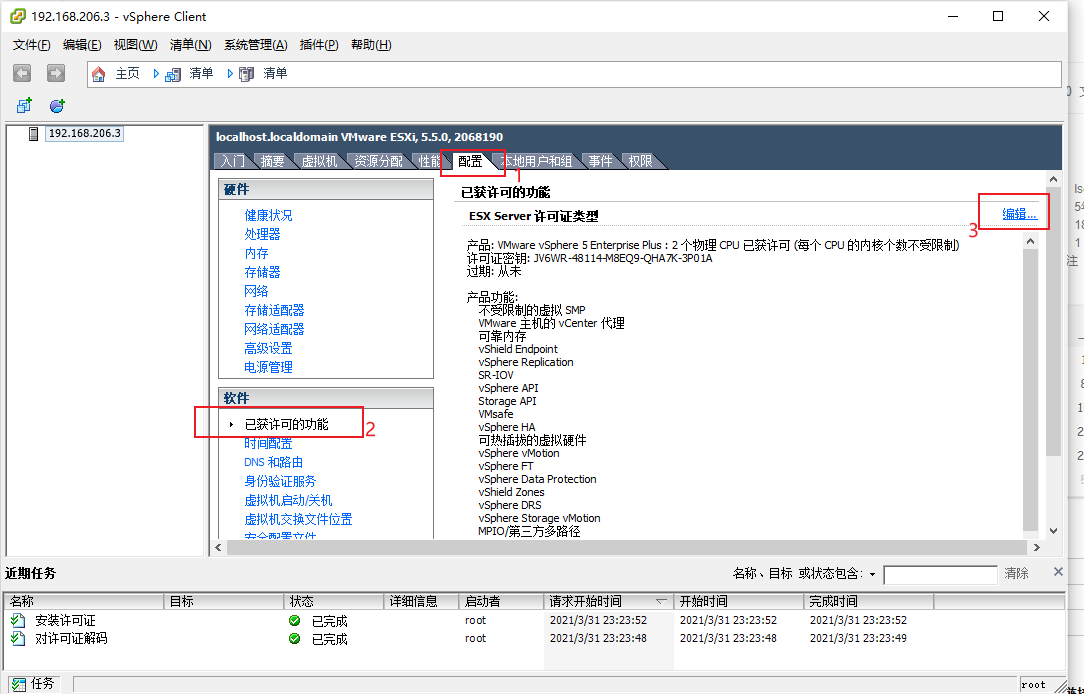 192.168.206.3 - vSphere Client
文件(F) 编辑(E) 视图(W) 清单(N) 系统管理(A) 插件(P) 帮助(H)
主页 清单 清单
192.168.206.3
localhost.localdomain VMware ESXi, 5.5.0, 2068190
入门 摘要 虚拟机 资源分配 性能 配置 本地用户和组 事件 权限
1
硬件
健康状况
处理器
内存
存储器
网络
存储适配器
网络适配器
高级设置
电源管理
软件
已获许可的功能
2
时间配置
DNS 和路由
身份验证服务
虚拟机启动/关机
虚拟机交换文件位置
安全配置文件
已获许可的功能
ESX Server 许可证类型
编辑...
3
产品: VMware vSphere 5 Enterprise Plus : 2 个物理 CPU 已获许可 (每个 CPU 的内核个数不受限制)
许可证密钥: JV6WR-48114-M8EQ9-QHA7K-3P01A
过期: 从未
产品功能:
不受限制的虚拟 SMP
VMware 主机的 vCenter 代理
可靠内存
vShield Endpoint
vSphere Replication
SR-IOV
vSphere API
Storage API
VMsafe
vSphere HA
可热插拔的虚拟硬件
vSphere vMotion
vSphere FT
vSphere Data Protection
vShield Zones
vSphere DRS
vSphere Storage vMotion
MPIO/第三方多路径
近期任务
名称、目标 或状态包含:
清除
名称 目标 状态 详细信息 启动者 请求开始时间 开始时间 完成时间
安装许可证 已完成 root 2021/3/31 23:23:52 2021/3/31 23:23:52 2021/3/31 23:23:52
对许可证解码 已完成 root 2021/3/31 23:23:48 2021/3/31 23:23:48 2021/3/31 23:23:49
任务
root